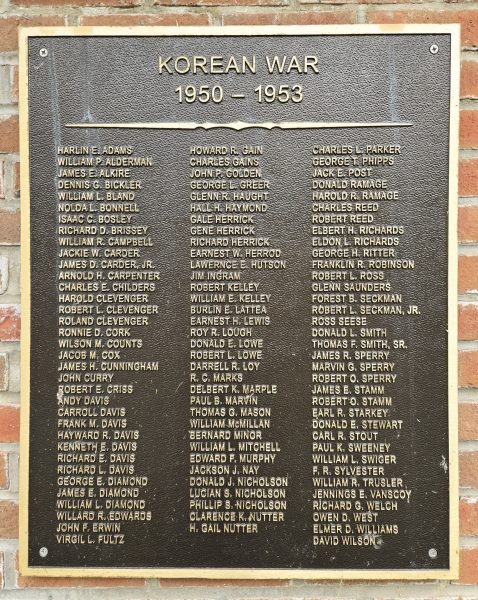 KOREAN WAR
1950 – 1953
HARLIN E. ADAMS
WILLIAM P. ALDERMAN
JAMES E. ALKIRE
DENNIS G. BICKLER
WILLIAM L. BLAND
NOLDA L. BONNELL
ISAAC C. BOSLEY
RICHARD D. BRISSEY
WILLIAM R. CAMPBELL
JACKIE W. CARDER
JAMES D. CARDER, JR.
ARNOLD H. CARPENTER
CHARLES E. CHILDERS
HAROLD CLEVENGER
ROBERT L. CLEVENGER
ROLAND CLEVENGER
RONNIE D. CORK
WILSON M. COUNTS
JACOB M. COX
JAMES H. CUNNINGHAM
JOHN CURRY
ROBERT E. CRISS
ANDY DAVIS
CARROLL DAVIS
FRANK M. DAVIS
HAYWARD R. DAVIS
KENNETH E. DAVIS
RICHARD E. DAVIS
RICHARD L. DAVIS
GEORGE E. DIAMOND
JAMES E. DIAMOND
WILLIAM L. DIAMOND
WILLARD R. EDWARDS
JOHN F. ERWIN
VIRGIL L. FULTZ
HOWARD R. GAIN
CHARLES GAINS
JOHN P. GOLDEN
GEORGE L. GREER
GLENN R. HAUGHT
HALL H. HAYMOND
GALE HERRICK
GENE HERRICK
RICHARD HERRICK
EARNEST W. HERROD
LAWERNCE E. HUTSON
JIM INGRAM
ROBERT KELLEY
WILLIAM E. KELLEY
BURLIN E. LATTEA
EARNEST H. LEWIS
ROY R. LOUGH
DONALD E. LOWE
ROBERT L. LOWE
DARRELL R. LOY
R. C. MARKS
DELBERT K. MARPLE
PAUL B. MARVIN
THOMAS G. MASON
WILLIAM McMILLAN
BERNARD MINOR
WILLIAM L. MITCHELL
EDWARD F. MURPHY
JACKSON J. NAY
DONALD J. NICHOLSON
LUCIAN S. NICHOLSON
PHILLIP S. NICHOLSON
CLARENCE K. NUTTER
H. GAIL NUTTER
CHARLES L. PARKER
GEORGE T. PHIPPS
JACK E. POST
DONALD RAMAGE
HAROLD R. RAMAGE
CHARLES REED
ROBERT REED
ELBERT H. RICHARDS
ELDON L. RICHARDS
GEORGE H. RITTER
FRANKLIN R. ROBINSON
ROBERT L. ROSS
GLENN SAUNDERS
FOREST B. SECKMAN
ROBERT L. SECKMAN, JR.
ROSS SEESE
DONALD L. SMITH
THOMAS F. SMITH, SR.
JAMES R. SPERRY
MARVIN G. SPERRY
ROBERT O. SPERRY
JAMES E. STAMM
ROBERT O. STAMM
EARL R. STARKEY
DONALD E. STEWART
CARL R. STOUT
PAUL K. SWEENEY
WILLIAM L. SWIGER
F. R. SYLVESTER
WILLIAM R. TRUSLER
JENNINGS E. VANSCOY
RICHARD G. WELCH
OWEN D. WEST
ELMER D. WILLIAMS
DAVID WILSON